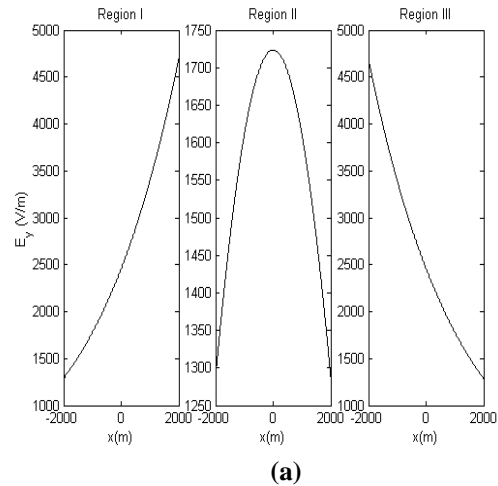 Region I
Region II
Region III
5000
4500
4000
3500
3000
2500
2000
1500
1000
1750
1700
1650
1600
1550
1500
1450
1400
1350
1300
1250
5000
4500
4000
3500
3000
2500
2000
1500
1000
E_y (V/m)
-2000 0 2000
-2000 0 2000
-2000 0 2000
x(m)
x(m)
x(m)
(a)